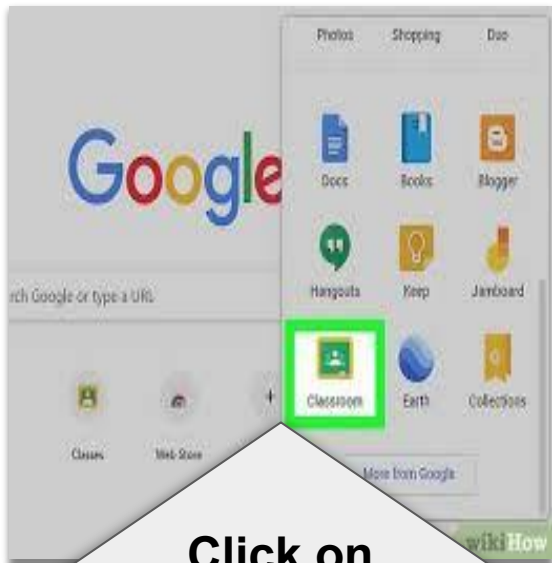 Photos Shopping Duo
Google
Docs Books Blogger
rch Google or type a URL
Hangouts Keep Jamboard
Classroom Earth Collections
Classes Web Store
More from Google
Click on
wikiHow